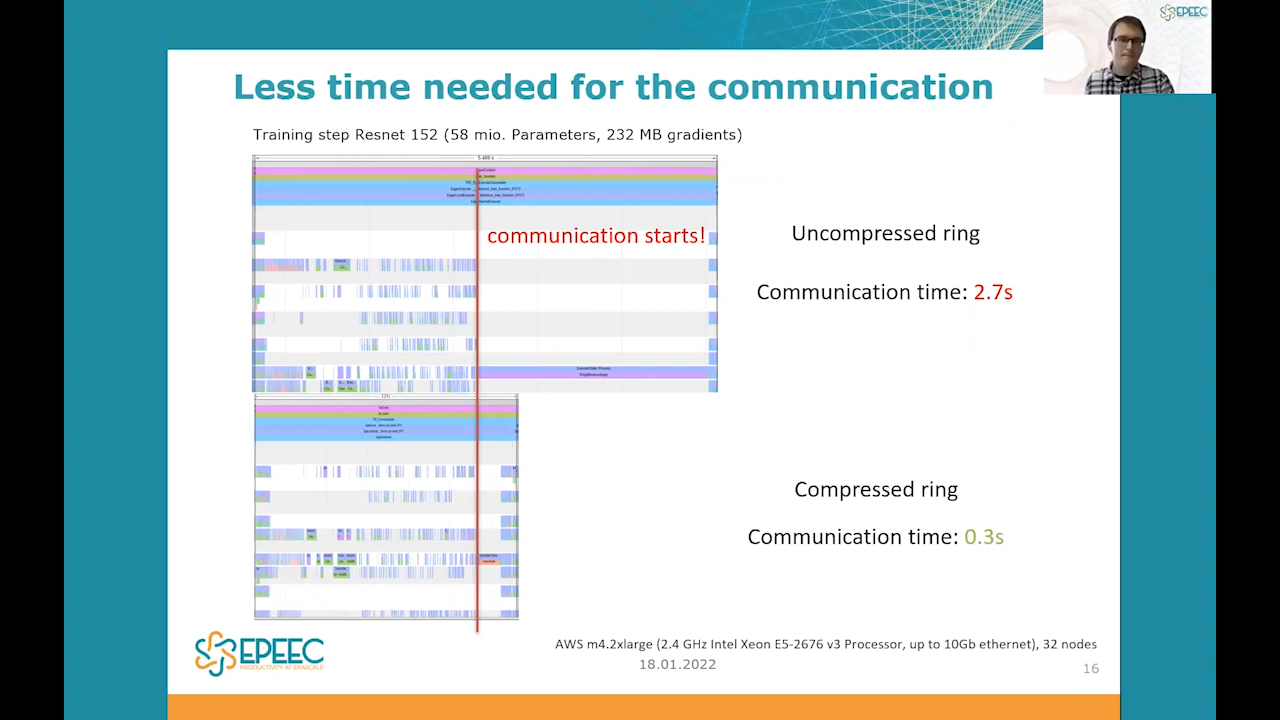 EPEEC
Less time needed for the communication
Training step Resnet 152 (58 mio. Parameters, 232 MB gradients)
communication starts!
Uncompressed ring
Communication time: 2.7s
Compressed ring
Communication time: 0.3s
EPEEC
PRODUCTIVITY AT EXASCALE
AWS m4.2xlarge (2.4 GHz Intel Xeon E5-2676 v3 Processor, up to 10Gb ethernet), 32 nodes
18.01.2022
16